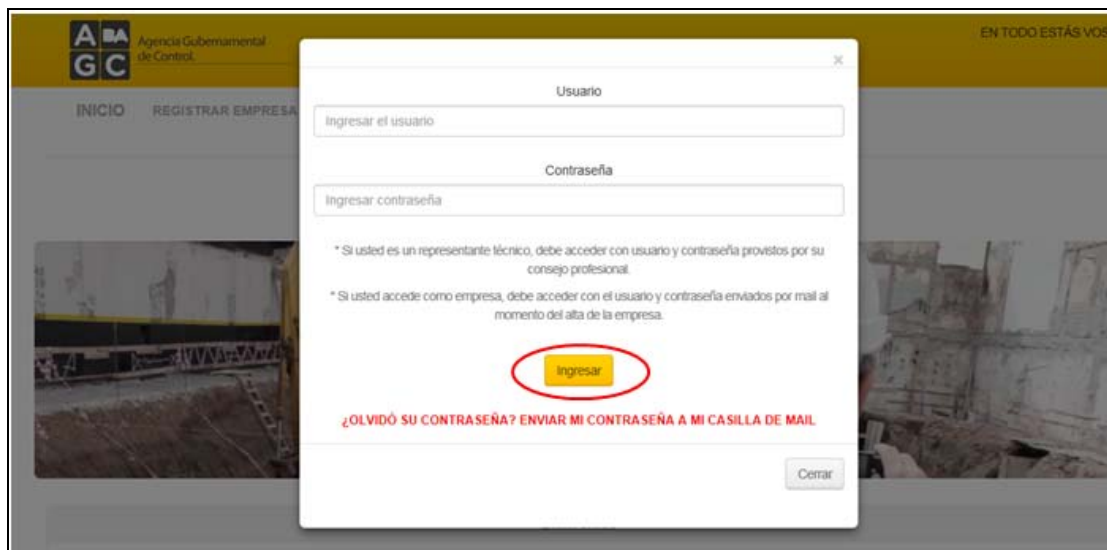 A BA
G C
Agencia Gubernamental
de Control.
EN TODO ESTÁS VOS
×
INICIO REGISTRAR EMPRESA
Usuario
Ingresar el usuario
Contraseña
Ingresar contraseña
* Si usted es un representante técnico, debe acceder con usuario y contraseña provistos por su
consejo profesional.
* Si usted accede como empresa, debe acceder con el usuario y contraseña enviados por mail al
momento del alta de la empresa.
Ingresar
¿OLVIDÓ SU CONTRASEÑA? ENVIAR MI CONTRASEÑA A MI CASILLA DE MAIL
Cerrar